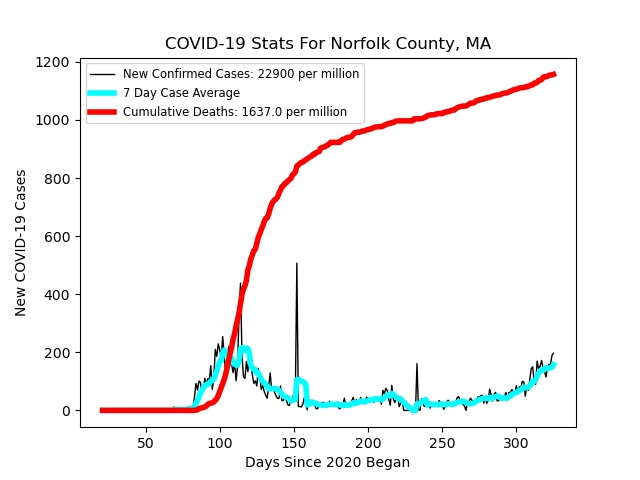 COVID-19 Stats For Norfolk County, MA
New Confirmed Cases: 22900 per million
7 Day Case Average
Cumulative Deaths: 1637.0 per million
New COVID-19 Cases
1200
1000
800
600
400
200
0
50 100 150 200 250 300
Days Since 2020 Began